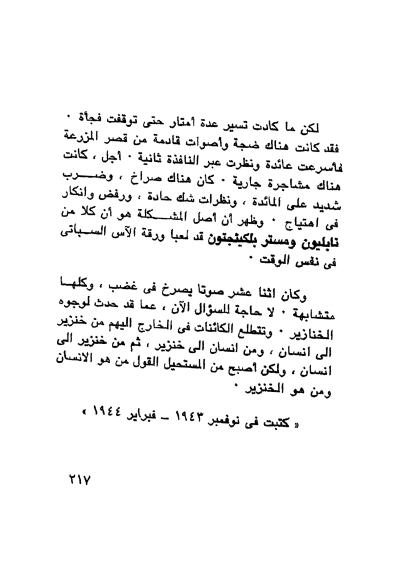 لكن ما كادت تسير عدة أمتار حتى توقفت فجأة ٠
فقد كانت هناك ضجة وأصوات قادمة من قصر المزرعة
فأسرعت عائدة ونظرت عبر النافذة ثانية ٠ أجل ، كانت
هناك مشاجرة جارية ٠ كان هناك صراخ ، وضـــرب
شديد على المائدة ، ونظرات شك حادة ، ورفض وانكار
فى اهتياج ٠ وظهر أن أصل المشـــكلة هو أن كلا من
نابليون ومستر بلكينجتون قد لعبا ورقة الآس الســباتى
فى نفس الوقت ٠
وكان اثنا عشر صوتا يصرخ فى غضب ، وكلهــا
متشابهة ٠ لا حاجة للسؤال الآن ، عما قد حدث لوجوه
الخنازير ٠ وتتطلع الكائنات فى الخارج اليهم من خنزير
الى انسان ، ومن انسان الى خنزير ، ثم من خنزير الى
انسان ، ولكن أصبح من المستحيل القول من هو الانسان
ومن هو الخنزير ٠
« كتبت فى نوفمبر ١٩٤٣ ــ فبراير ١٩٤٤ »
٢١٧